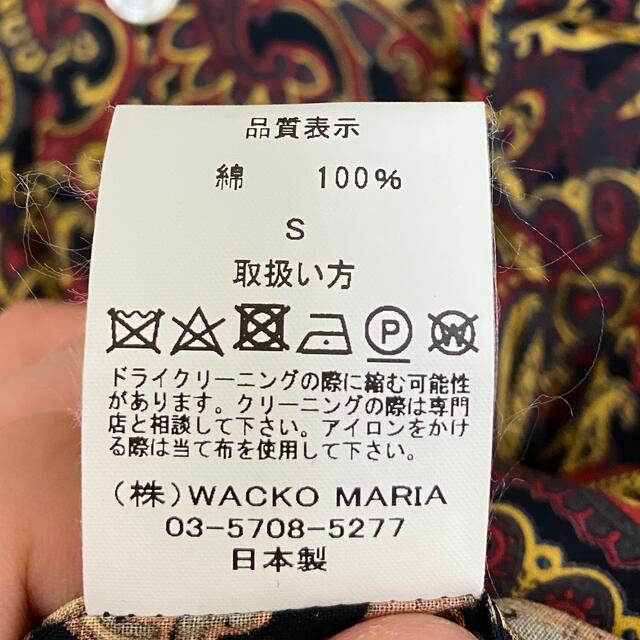 品質表示
綿 100%
S
取扱い方
P W
ドライクリーニングの際に縮む可能性
があります。クリーニングの際は専門
店と相談して下さい。アイロンをかけ
る際は当て布を使用して下さい。
(株)WACKO MARIA
03-5708-5277
日本製